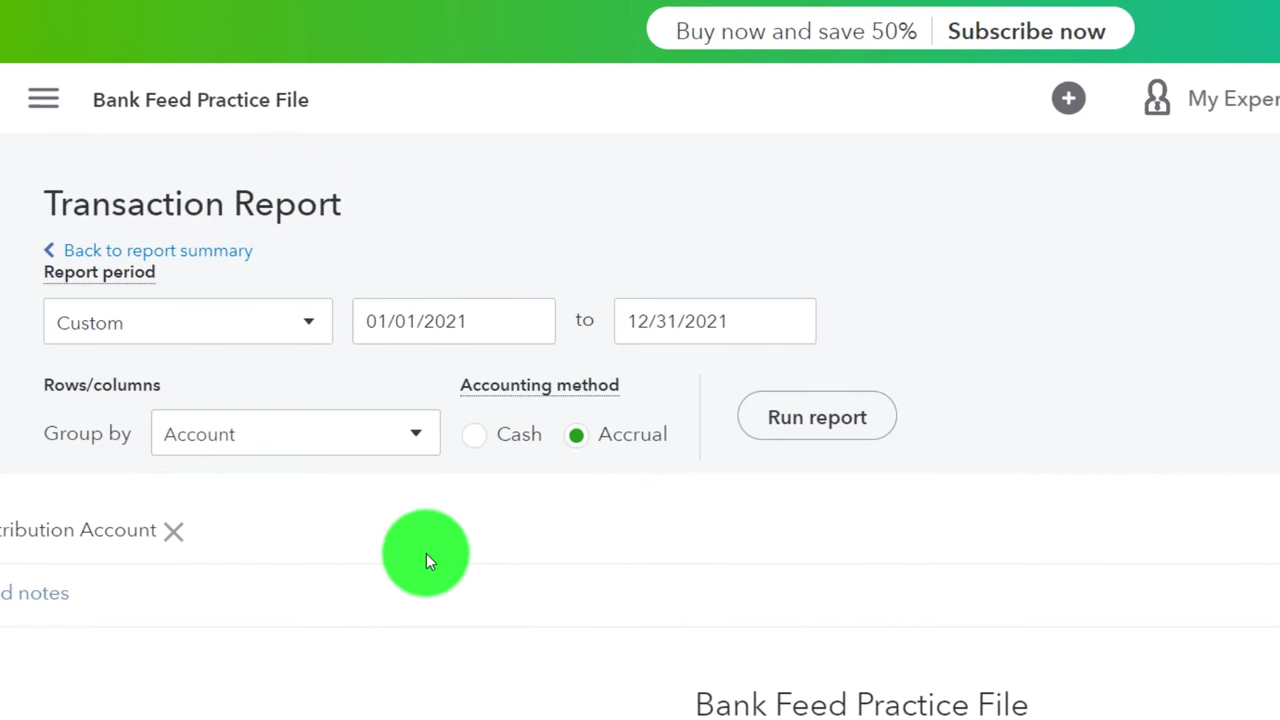 Buy now and save 50% Subscribe now
Bank Feed Practice File My Exper
Transaction Report
Back to report summary
Report period
Custom 01/01/2021 to 12/31/2021
Rows/columns Accounting method
Group by Account Cash Accrual Run report
tribution Account
d notes
Bank Feed Practice File